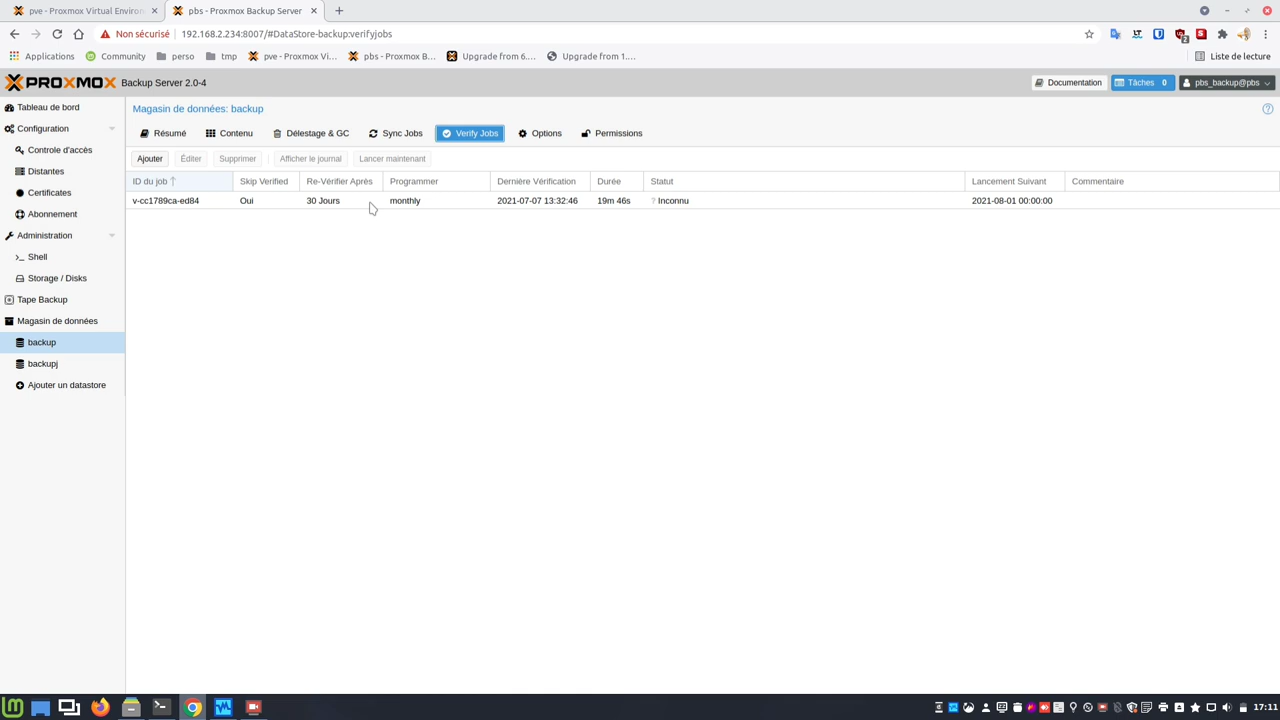 pve - Proxmox Virtual Environ
pbs - Proxmox Backup Server
Non sécurisé
192.168.2.234:8007/#DataStore-backup:verifyjobs
Applications
Community
perso
tmp
pve - Proxmox Vi...
pbs - Proxmox B...
Upgrade from 6....
Upgrade from 1....
Liste de lecture
PROXMOX Backup Server 2.0-4
Documentation
Tâches 0
pbs_backup@pbs
Tableau de bord
Configuration
Controle d'accès
Distantes
Certificates
Abonnement
Administration
Shell
Storage / Disks
Tape Backup
Magasin de données
backup
backupj
Ajouter un datastore
Magasin de données: backup
Résumé
Contenu
Délestage & GC
Sync Jobs
Verify Jobs
Options
Permissions
Ajouter
Éditer
Supprimer
Afficher le journal
Lancer maintenant
ID du job Skip Verified Re-Vérifier Après Programmer Dernière Vérification Durée Statut Lancement Suivant Commentaire
v-cc1789ca-ed84 Oui 30 Jours monthly 2021-07-07 13:32:46 19m 46s ? Inconnu 2021-08-01 00:00:00
17:11